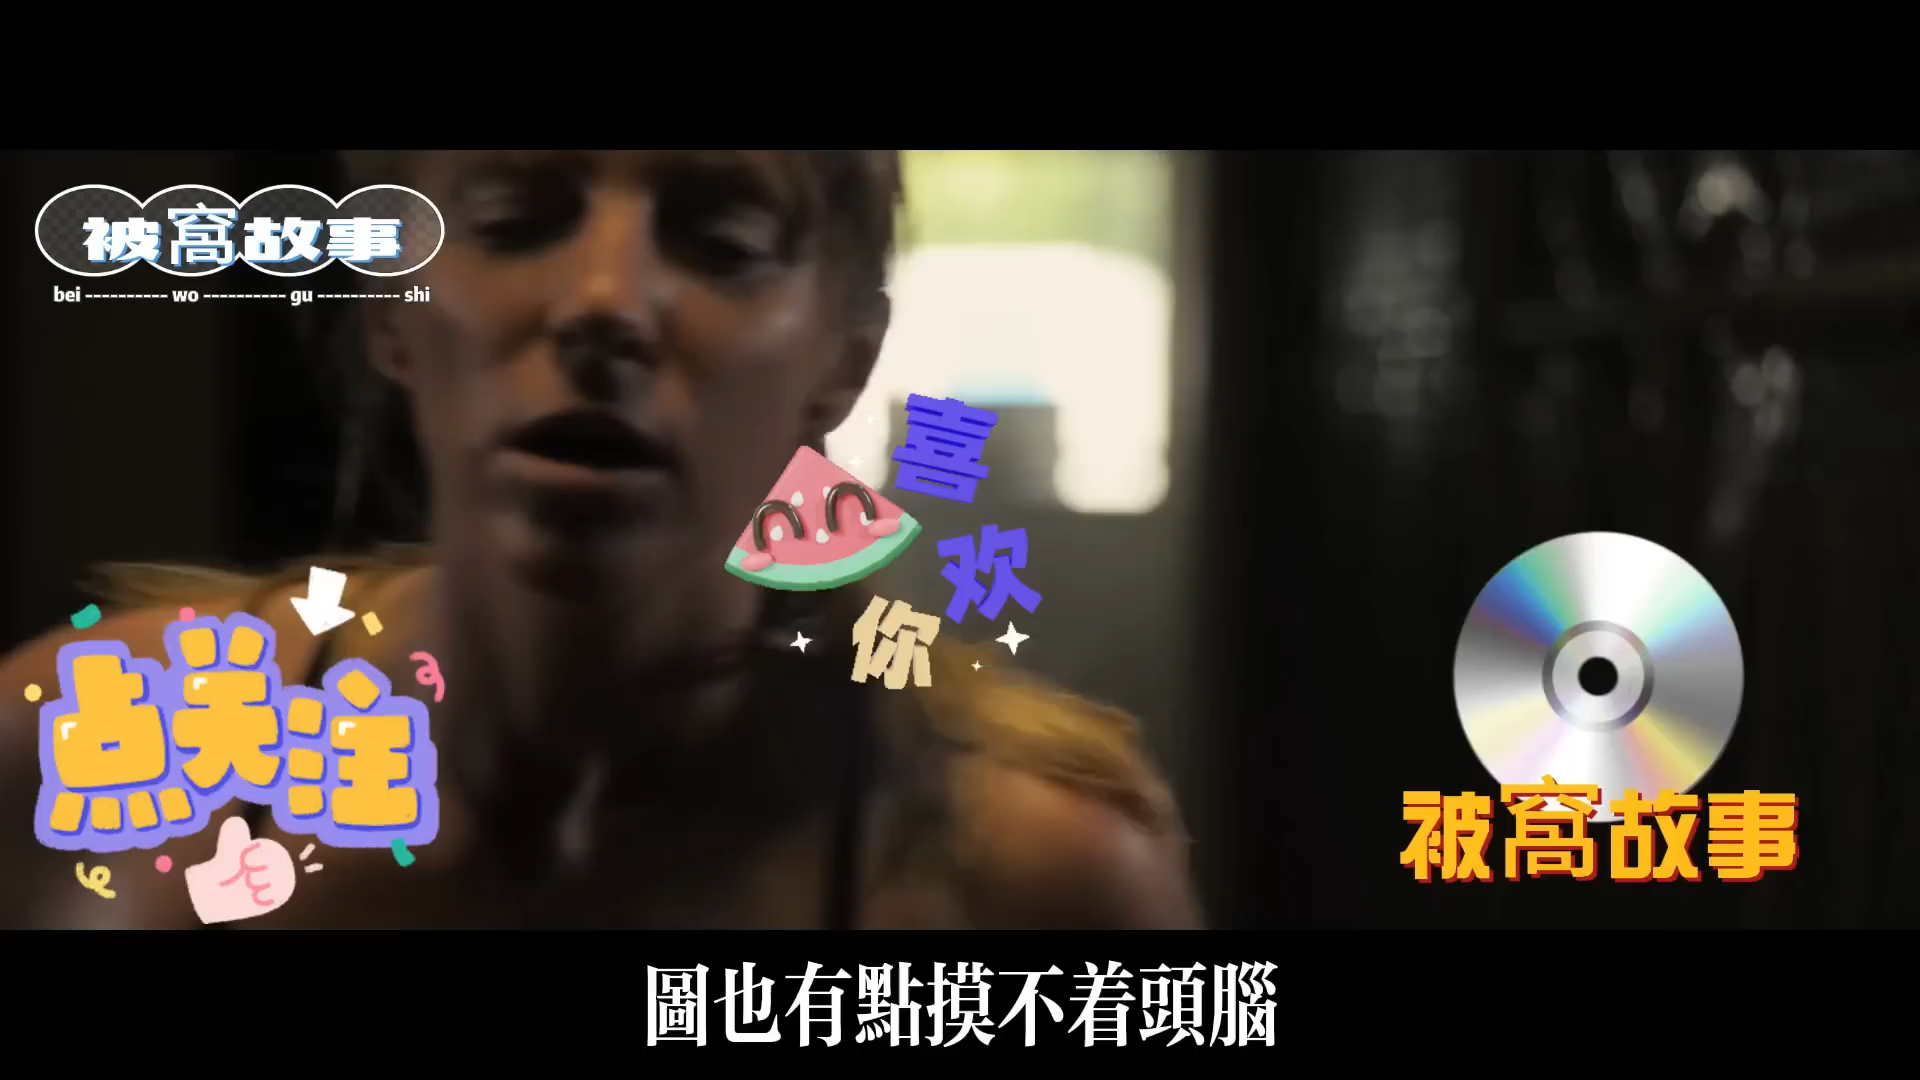 被窩故事
bei ---------- wo ---------- gu ---------- shi
喜
欢
你
点关注
被窩故事
圖也有點摸不着頭腦